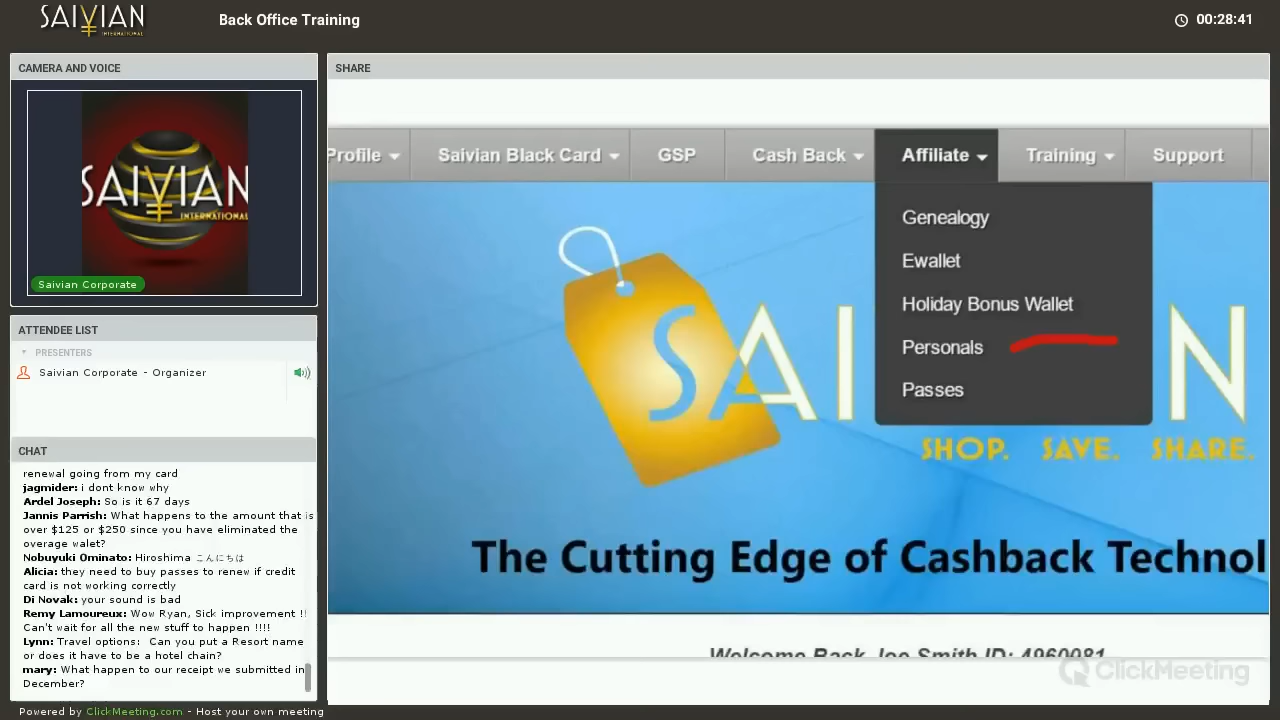 SAIVIAN
INTERNATIONAL
Back Office Training
00:28:41
CAMERA AND VOICE
SAIVIAN
INTERNATIONAL
Saivian Corporate
ATTENDEE LIST
PRESENTERS
Saivian Corporate - Organizer
CHAT
renewal going from my card
jagmider: i dont know why
Ardel Joseph: So is it 67 days
Jannis Parrish: What happens to the amount that is
over $125 or $250 since you have eliminated the
overage walet?
Nobuyuki Ominato: Hiroshima こんにちは
Alicia: they need to buy passes to renew if credit
card is not working correctly
Di Novak: your sound is bad
Remy Lamoureux: Wow Ryan, Sick improvement !!
Can't wait for all the new stuff to happen !!!!
Lynn: Travel options: Can you put a Resort name
or does it have to be a hotel chain?
mary: What happen to our receipt we submitted in
December?
Powered by ClickMeeting.com - Host your own meeting
SHARE
Profile
Saivian Black Card
GSP
Cash Back
Affiliate
Training
Support
Genealogy
Ewallet
Holiday Bonus Wallet
Personals
Passes
SAI N
SHOP. SAVE. SHARE.
The Cutting Edge of Cashback Technol
Welcome Back, Joe Smith ID: 4960081
ClickMeeting